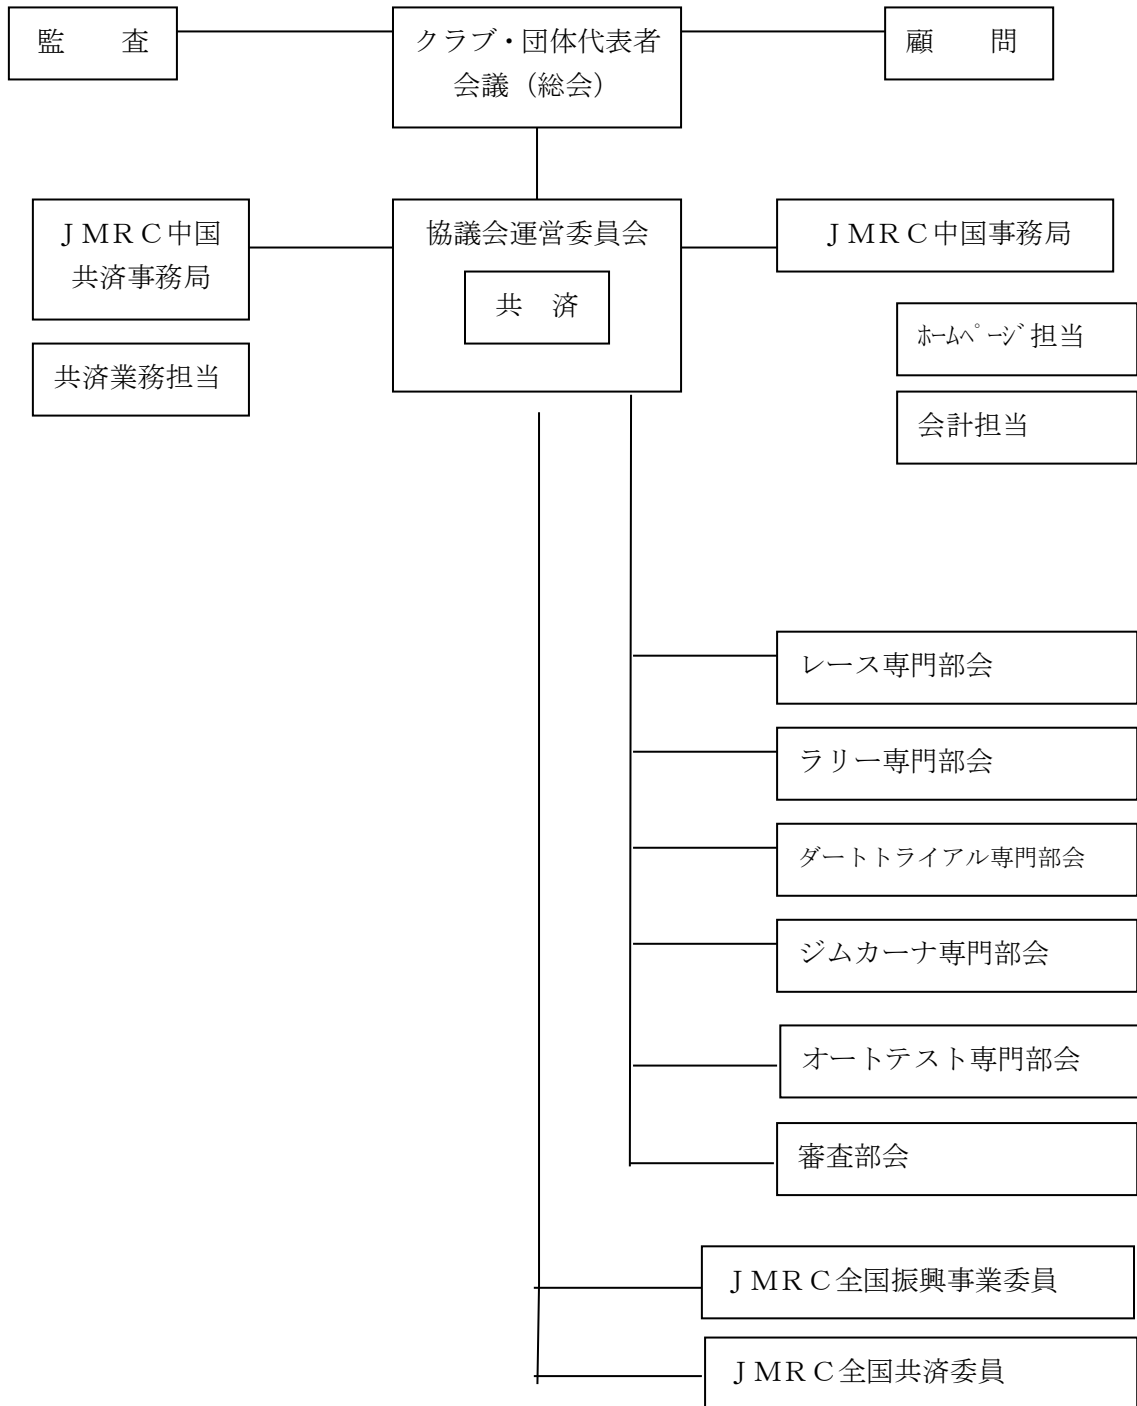 監　　査
クラブ・団体代表者
会議（総会）
顧　　問
ＪＭＲＣ中国
共済事務局
協議会運営委員会
共　済
ＪＭＲＣ中国事務局
ﾎｰﾑﾍﾟｰｼﾞ担当
共済業務担当
会計担当
レース専門部会
ラリー専門部会
ダートトライアル専門部会
ジムカーナ専門部会
オートテスト専門部会
審査部会
ＪＭＲＣ全国振興事業委員
ＪＭＲＣ全国共済委員